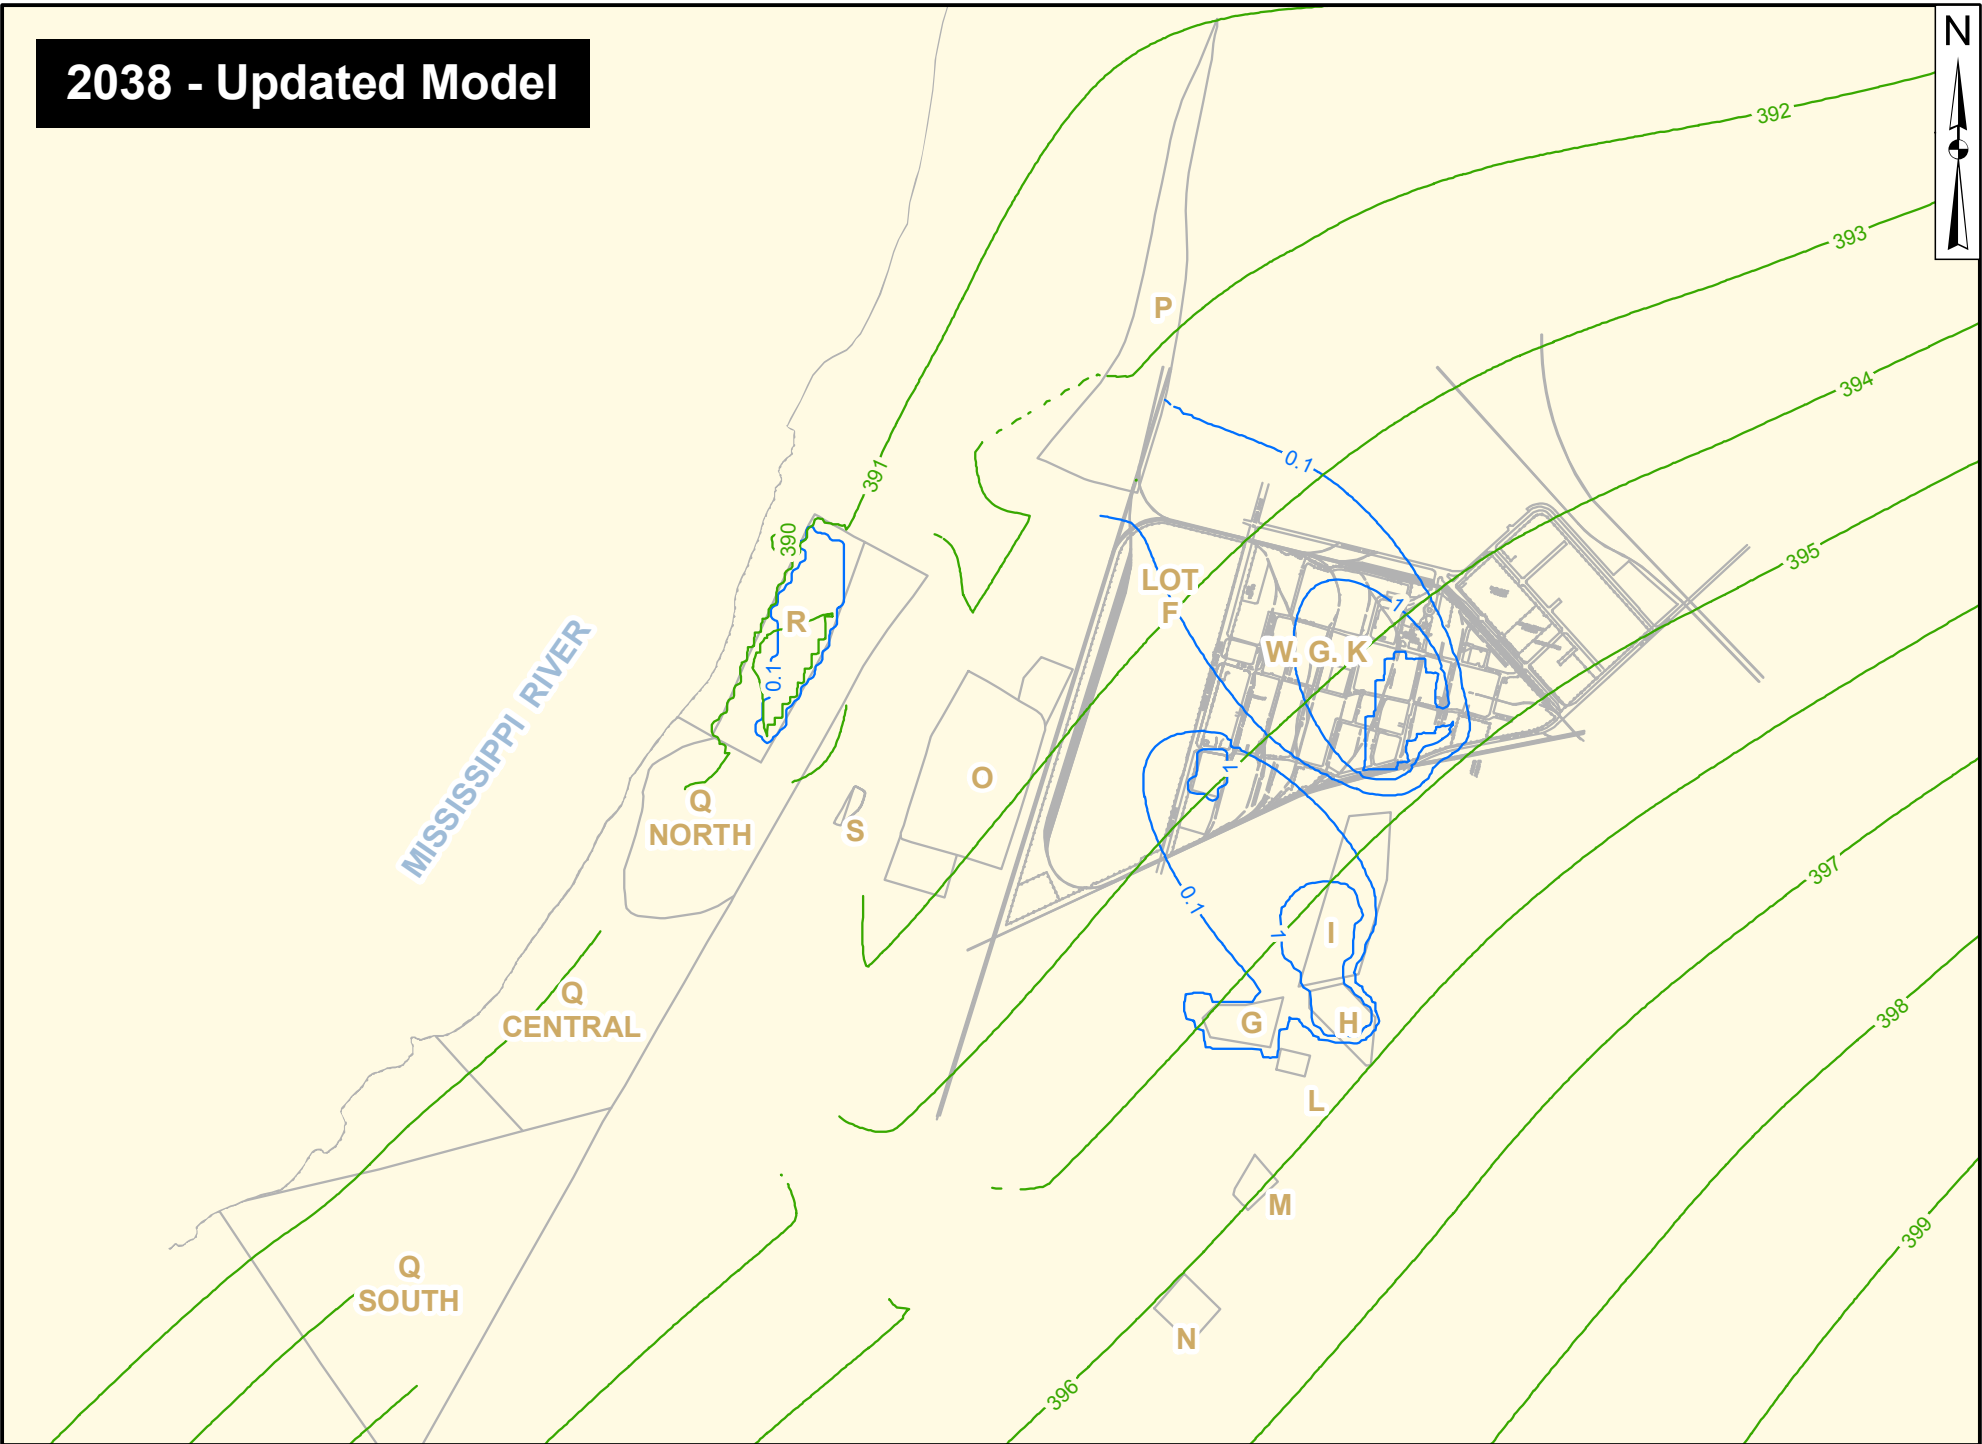 2038 - Updated Model
N
392
393
P
394
0.1
391
390
395
LOT
F
1
R
W. G. K
0.1
MISSISSIPPI RIVER
1
O
Q
NORTH
S
397
0.1
I
1
Q
CENTRAL
G
H
398
L
M
399
Q
SOUTH
N
396